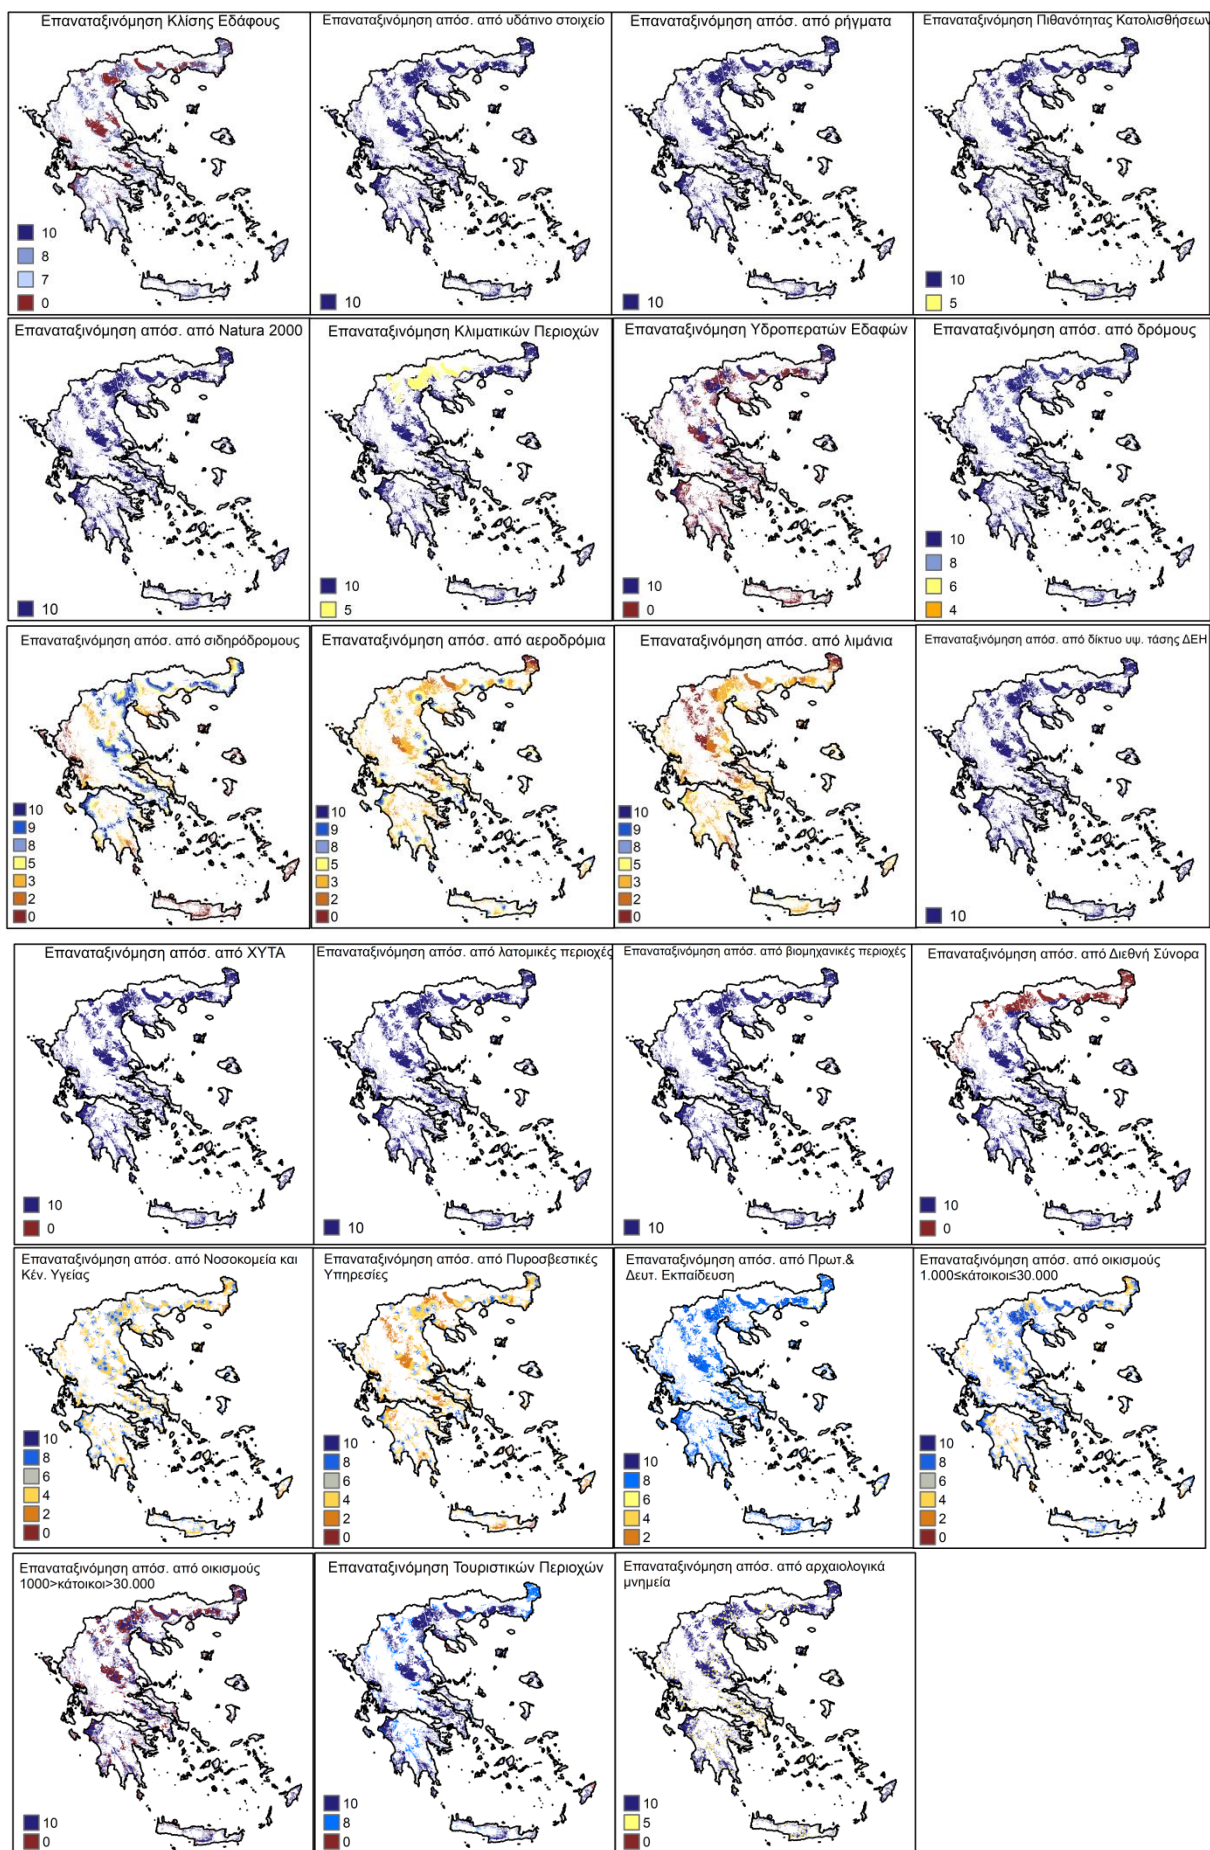 Επαναταξινόμηση Κλίσης Εδάφους
10
8
7
0
Επαναταξινόμηση απόσ. από υδάτινο στοιχείο
10
Επαναταξινόμηση απόσ. από ρήγματα
10
Επαναταξινόμηση Πιθανότητας Κατολισθήσεων
10
5
Επαναταξινόμηση απόσ. από Natura 2000
10
Επαναταξινόμηση Κλιματικών Περιοχών
10
5
Επαναταξινόμηση Υδροπερατών Εδαφών
10
0
Επαναταξινόμηση απόσ. από δρόμους
10
8
6
4
Επαναταξινόμηση απόσ. από σιδηρόδρομους
10
9
8
5
3
2
0
Επαναταξινόμηση απόσ. από αεροδρόμια
10
9
8
5
3
2
0
Επαναταξινόμηση απόσ. από λιμάνια
10
9
8
5
3
2
0
Επαναταξινόμηση απόσ. από δίκτυο υψ. τάσης ΔΕΗ
10
Επαναταξινόμηση απόσ. από ΧΥΤΑ
10
0
Επαναταξινόμηση απόσ. από λατομικές περιοχές
10
Επαναταξινόμηση απόσ. από βιομηχανικές περιοχές
10
Επαναταξινόμηση απόσ. από Διεθνή Σύνορα
10
0
Επαναταξινόμηση απόσ. από Νοσοκομεία και
Κέν. Υγείας
10
8
6
4
2
0
Επαναταξινόμηση απόσ. από Πυροσβεστικές
Υπηρεσίες
10
8
6
4
2
0
Επαναταξινόμηση απόσ. από Πρωτ.&
Δευτ. Εκπαίδευση
10
8
6
4
2
Επαναταξινόμηση απόσ. από οικισμούς
1.000≤κάτοικοι≤30.000
10
8
6
4
2
0
Επαναταξινόμηση απόσ. από οικισμούς
1000>κάτοικοι>30.000
10
0
Επαναταξινόμηση Τουριστικών Περιοχών
10
8
0
Επαναταξινόμηση απόσ. από αρχαιολογικά
μνημεία
10
5
0